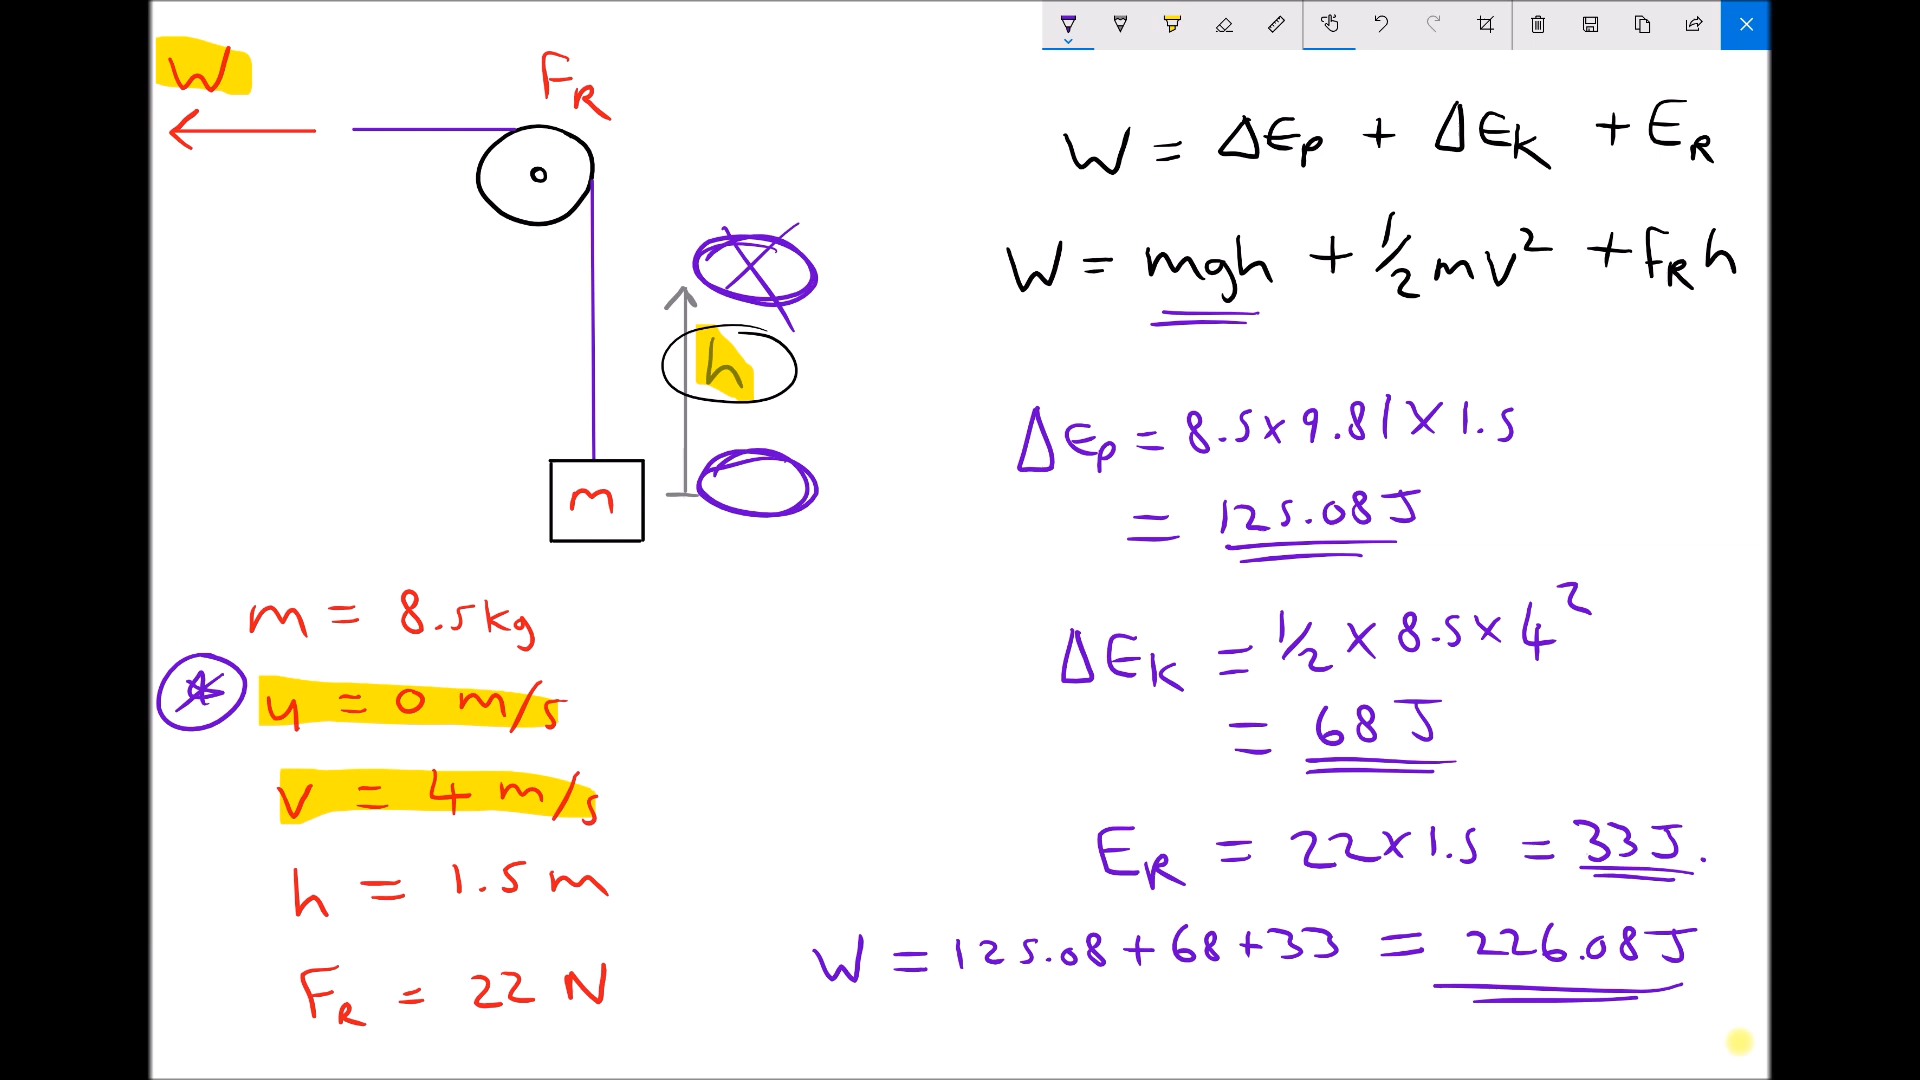 W
F_R
h
m
m = 8.5 kg
* u = 0 m/s
v = 4 m/s
h = 1.5 m
F_R = 22 N
W = ΔE_p + ΔE_K + E_R
W = mgh + 1/2 mv² + F_R h
ΔE_p = 8.5 × 9.81 × 1.5
= 125.08 J
ΔE_K = 1/2 × 8.5 × 4²
= 68 J
E_R = 22 × 1.5 = 33 J.
W = 125.08 + 68 + 33 = 226.08 J